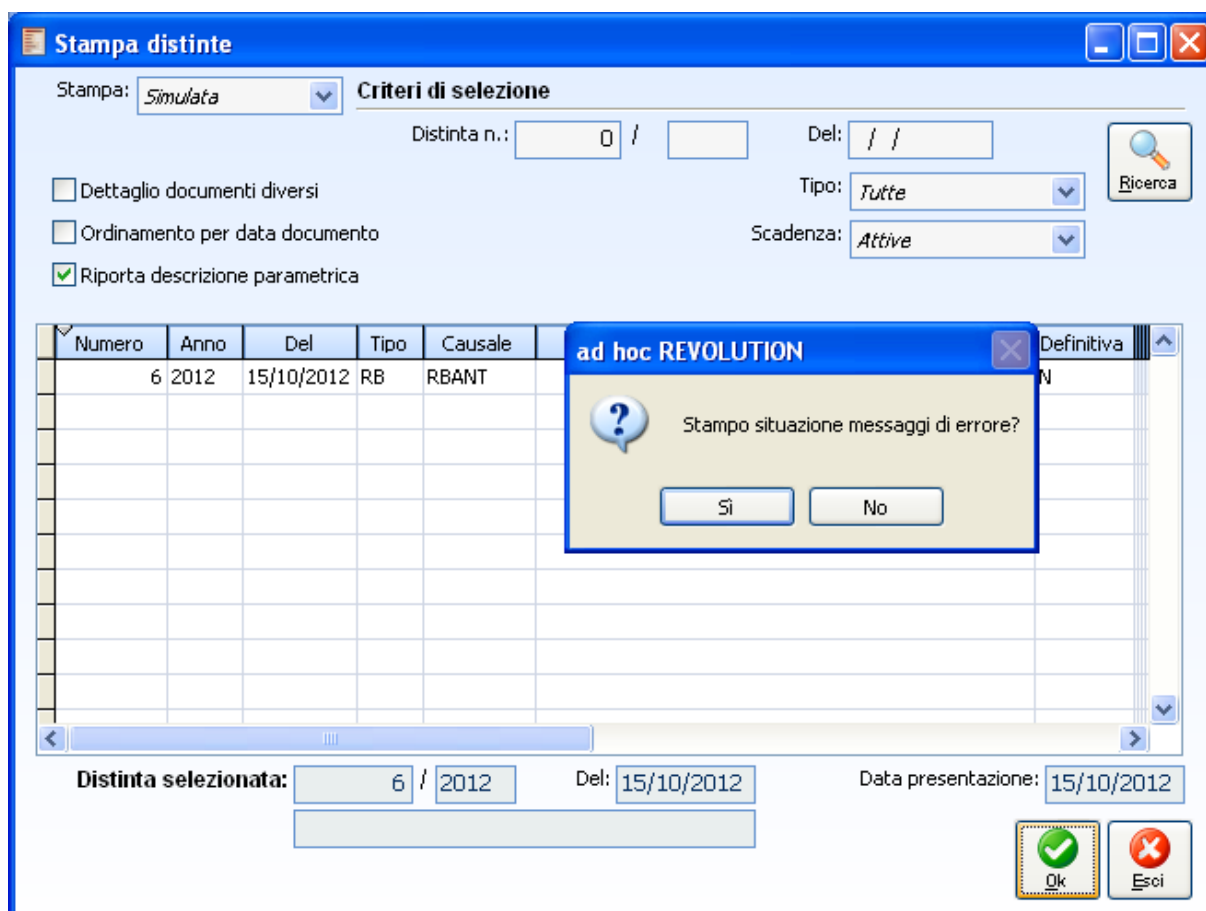 Stampa distinte
Stampa: Simulata Criteri di selezione
Distinta n.: 0 / Del: / /
Ricerca
Dettaglio documenti diversi
Tipo: Tutte
Ordinamento per data documento
Scadenza: Attive
Riporta descrizione parametrica
Numero Anno Del Tipo Causale Definitiva
6 2012 15/10/2012 RB RBANT N
ad hoc REVOLUTION
Stampo situazione messaggi di errore?
Sì No
Distinta selezionata: 6 / 2012 Del: 15/10/2012 Data presentazione: 15/10/2012
Ok Esci